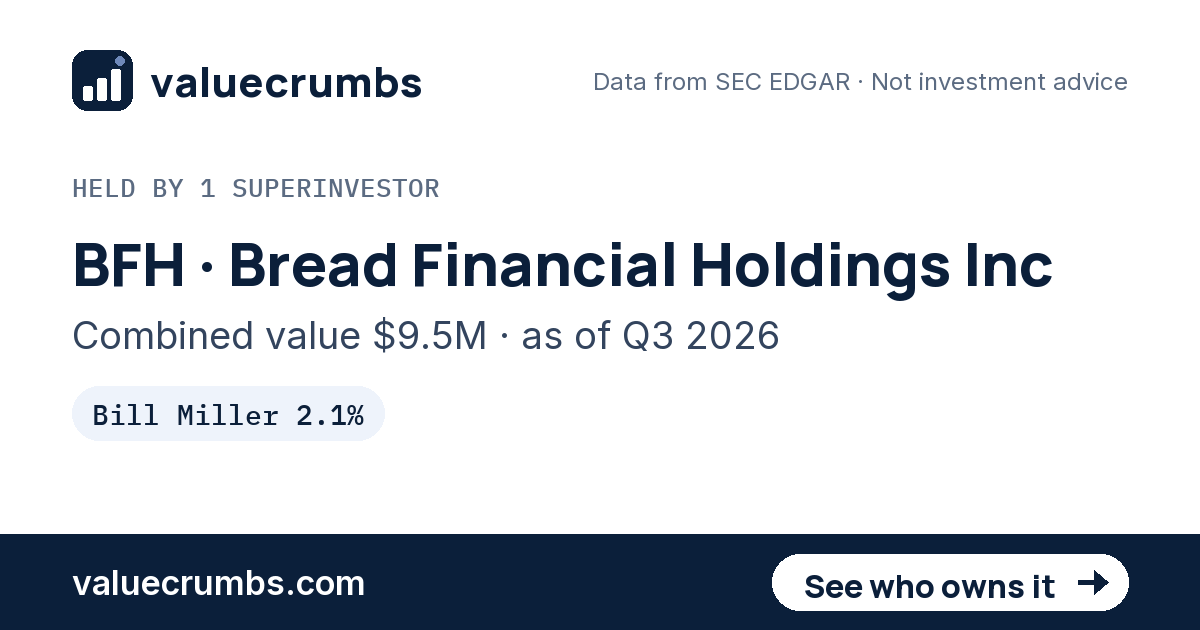 valuecrumbs
Data from SEC EDGAR · Not investment advice
HELD BY 1 SUPERINVESTOR
BFH · Bread Financial Holdings Inc
Combined value $9.5M · as of Q3 2026
Bill Miller 2.1%
valuecrumbs.com
See who owns it →